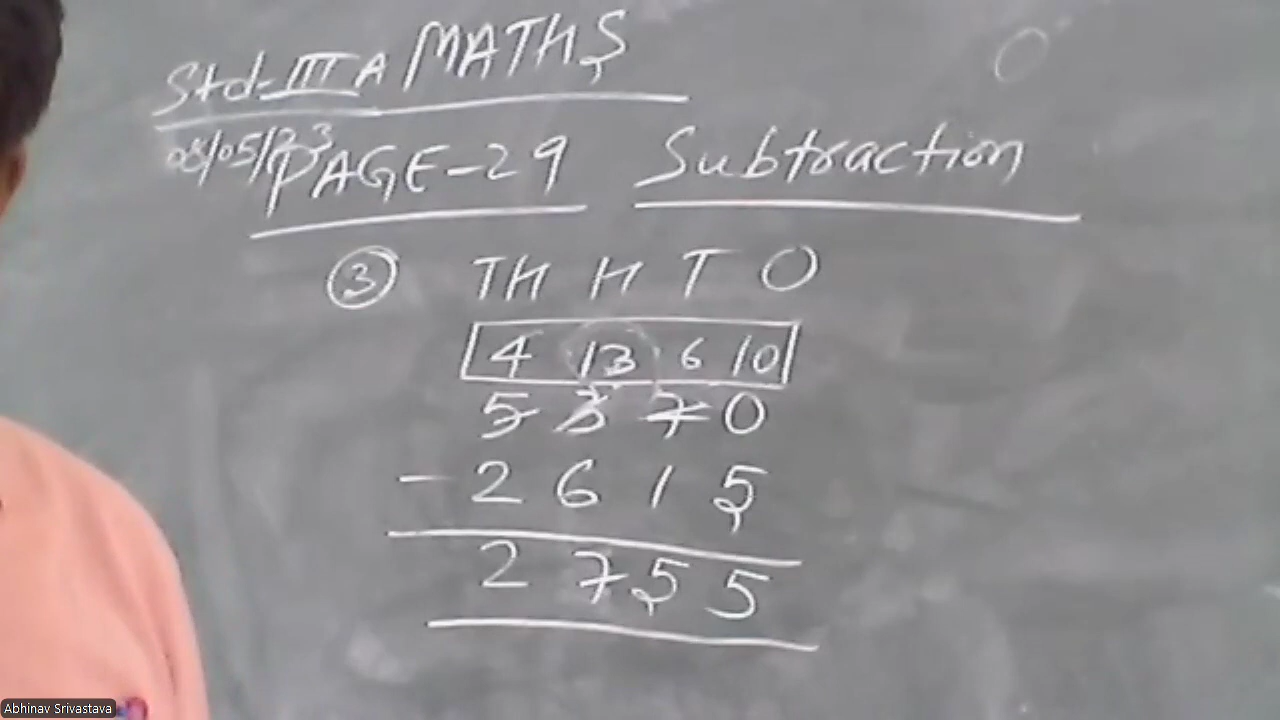 Std-III A MATHS
08/05/23 PAGE-29 Subtraction
③ TH H T O
4 13 6 10
5 3 7 0
- 2 6 1 5
2 7 5 5
Abhinav Srivastava